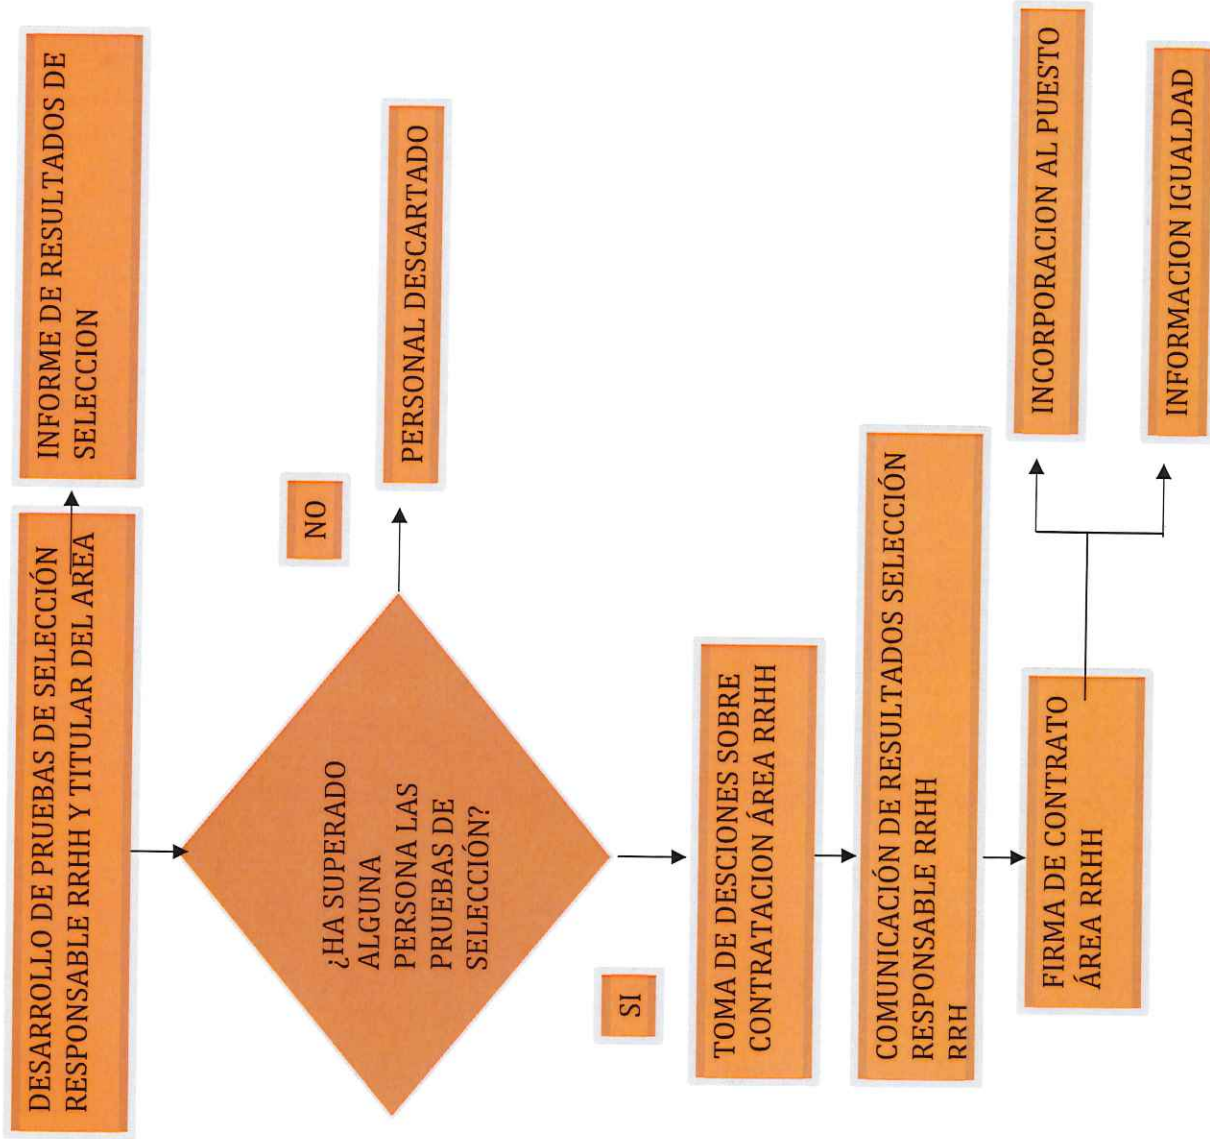 DESARROLLO DE PRUEBAS DE SELECCIÓN
RESPONSABLE RRHH Y TITULAR DEL AREA
INFORME DE RESULTADOS DE
SELECCION
¿HA SUPERADO
ALGUNA
PERSONA LAS
PRUEBAS DE
SELECCIÓN?
NO
PERSONAL DESCARTADO
SI
TOMA DE DESCIONES SOBRE
CONTRATACION ÁREA RRHH
COMUNICACIÓN DE RESULTADOS SELECCIÓN
RESPONSABLE RRHH
RRH
FIRMA DE CONTRATO
ÁREA RRHH
INCORPORACION AL PUESTO
INFORMACION IGUALDAD